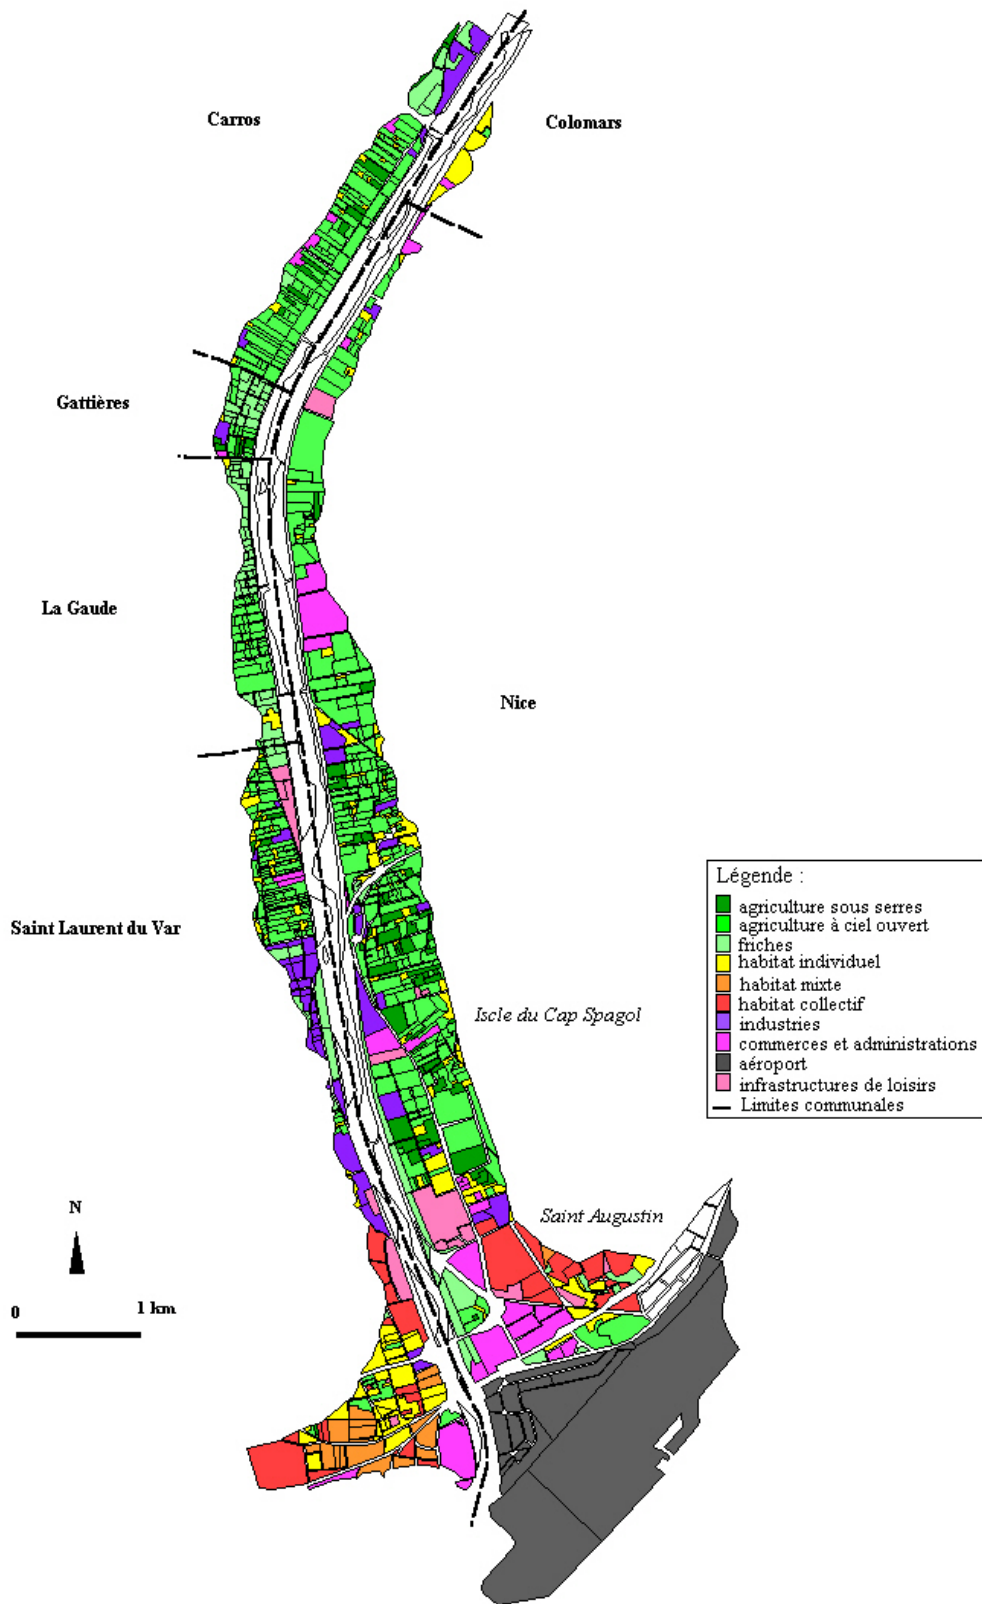 Carros
Colomars
Gattières
La Gaude
Nice
Saint Laurent du Var
Légende :
agriculture sous serres
agriculture à ciel ouvert
friches
habitat individuel
habitat mixte
habitat collectif
industries
commerces et administrations
aéroport
infrastructures de loisirs
Limites communales
Iscle du Cap Spagol
Saint Augustin
N
0 1 km